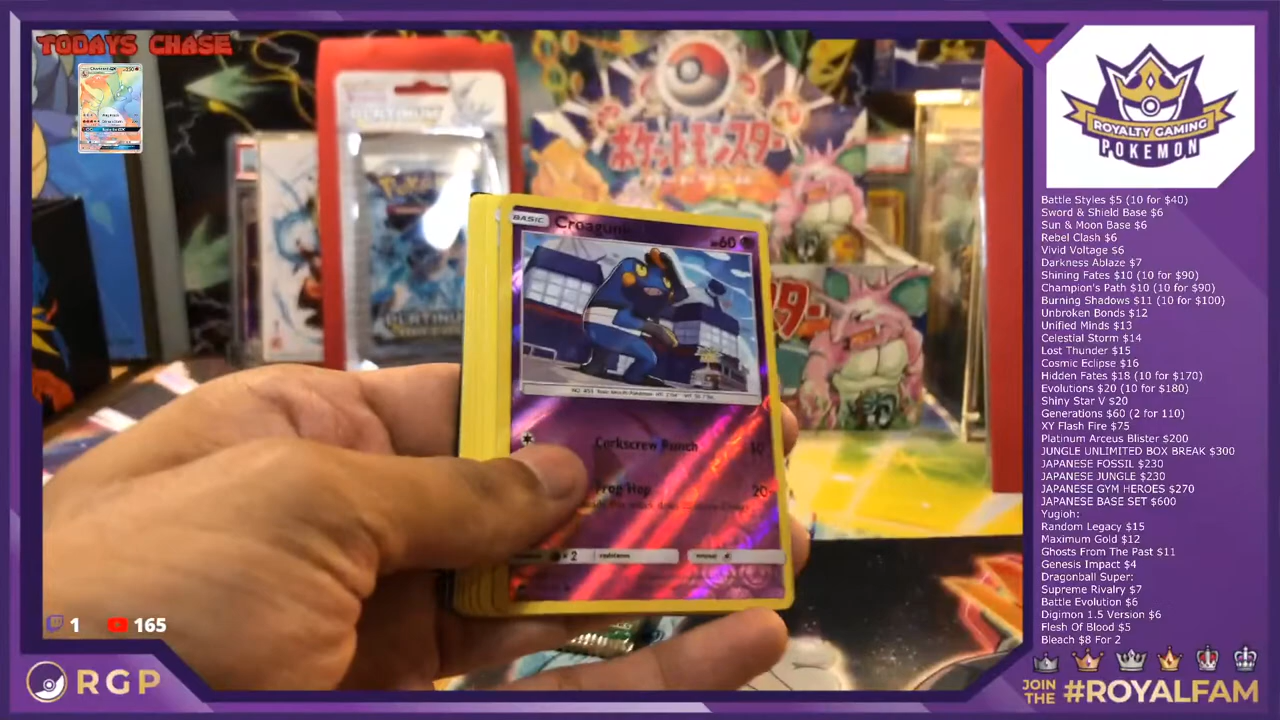 TODAYS CHASE
ポケットモンスター
PLATINUM
BASIC
Croagunk
60
Corkscrew Punch 10
Frog Hop 20
×2
1
165
RGP
ROYALTY GAMING
POKEMON
Battle Styles $5 (10 for $40)
Sword & Shield Base $6
Sun & Moon Base $6
Rebel Clash $6
Vivid Voltage $6
Darkness Ablaze $7
Shining Fates $10 (10 for $90)
Champion's Path $10 (10 for $90)
Burning Shadows $11 (10 for $100)
Unbroken Bonds $12
Unified Minds $13
Celestial Storm $14
Lost Thunder $15
Cosmic Eclipse $16
Hidden Fates $18 (10 for $170)
Evolutions $20 (10 for $180)
Shiny Star V $20
Generations $60 (2 for 110)
XY Flash Fire $75
Platinum Arceus Blister $200
JUNGLE UNLIMITED BOX BREAK $300
JAPANESE FOSSIL $230
JAPANESE JUNGLE $230
JAPANESE GYM HEROES $270
JAPANESE BASE SET $600
Yugioh:
Random Legacy $15
Maximum Gold $12
Ghosts From The Past $11
Genesis Impact $4
Dragonball Super:
Supreme Rivalry $7
Battle Evolution $6
Digimon 1.5 Version $6
Flesh Of Blood $5
Bleach $8 For 2
JOIN THE #ROYALFAM